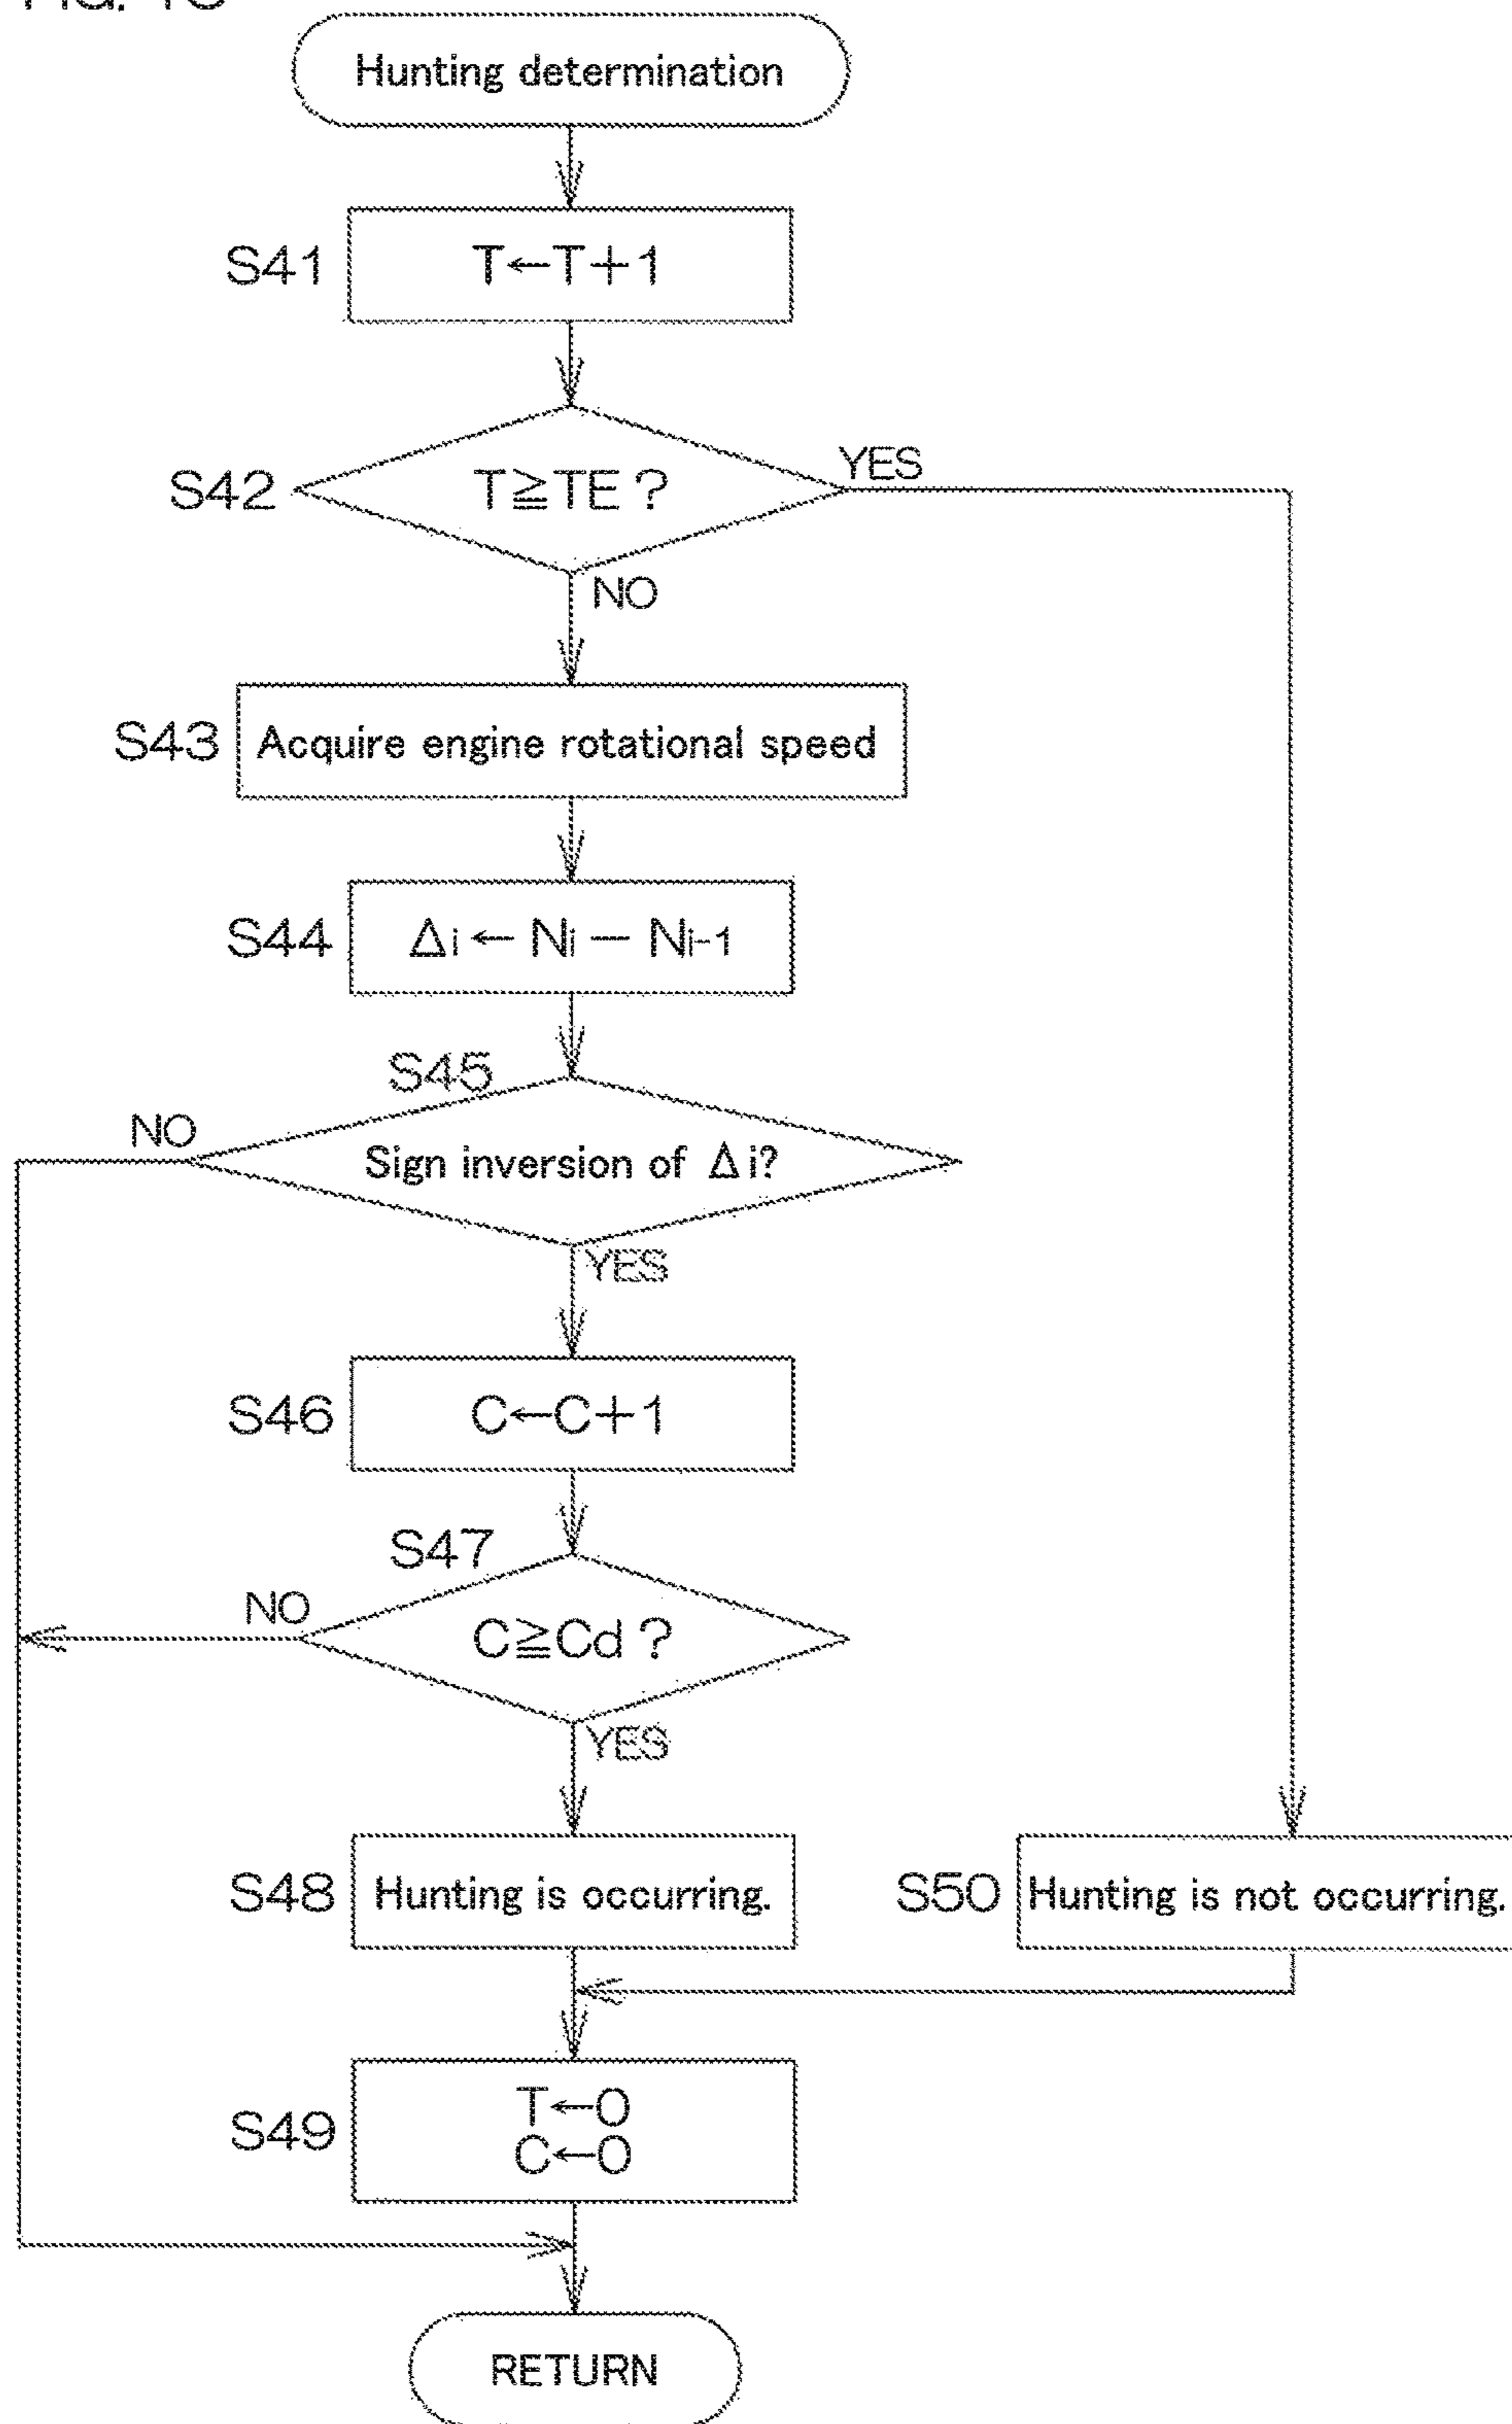 Hunting determination
S41
T←T+1
S42
T≧TE?
YES
NO
S43
Acquire engine rotational speed
S44
Δi ← Ni − Ni-1
S45
NO
Sign inversion of Δi?
YES
S46
C←C+1
S47
NO
C≧Cd?
YES
S48
Hunting is occurring.
S50
Hunting is not occurring.
S49
T←0
C←0
RETURN